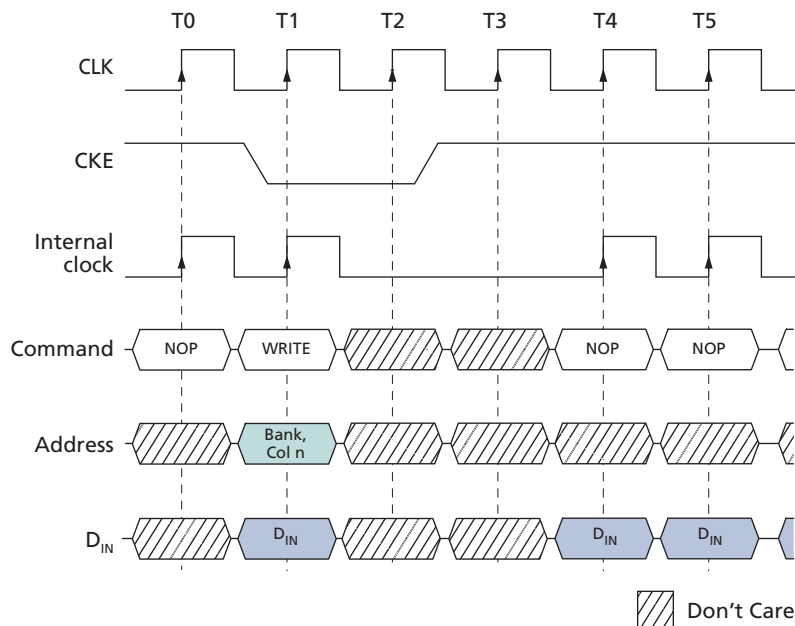 T0 T1 T2 T3 T4 T5
CLK
CKE
Internal
clock
Command NOP WRITE NOP NOP
Address Bank,
Col n
DIN DIN DIN DIN
Don't Care